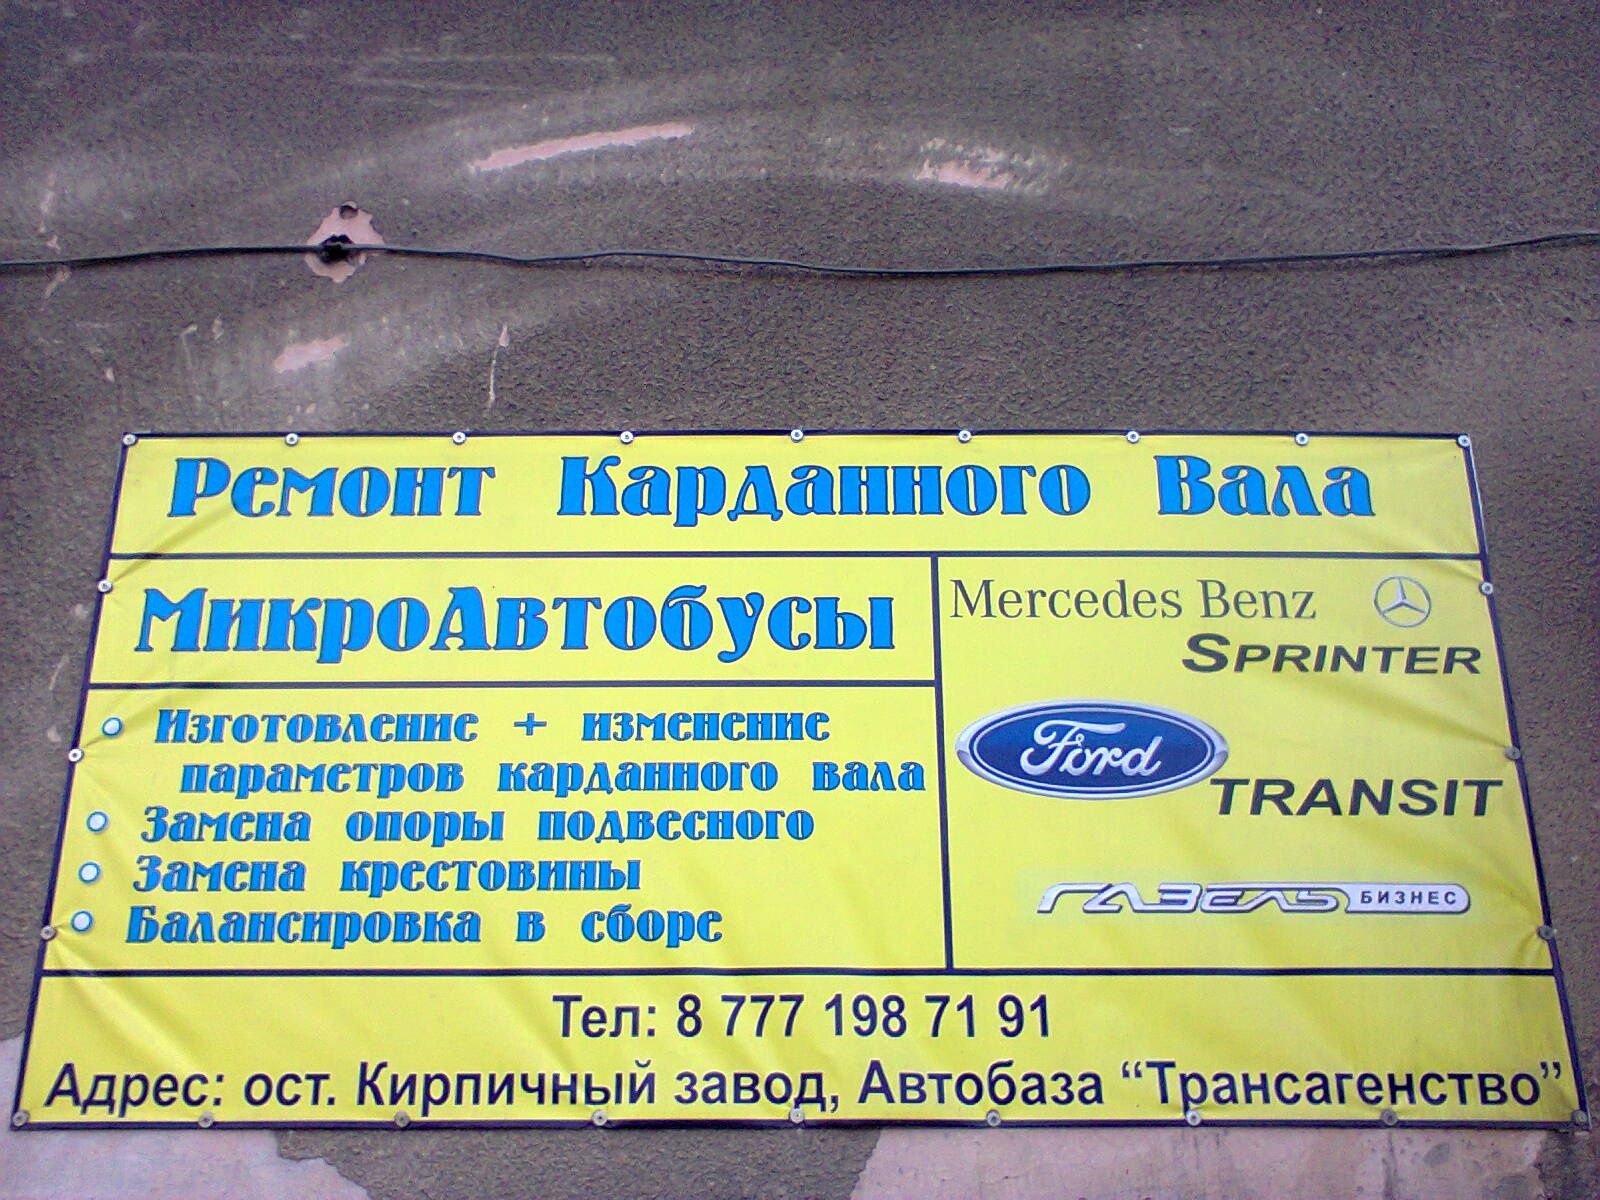 Ремонт Карданного Вала
МикроАвтобусы
Изготовление + изменение
параметров карданного вала
Замена опоры подвесного
Замена крестовины
Балансировка в сборе
Mercedes Benz
SPRINTER
Ford
TRANSIT
ГАЗЕЛЬ БИЗНЕС
Тел: 8 777 198 71 91
Адрес: ост. Кирпичный завод, Автобаза “Трансагенство”